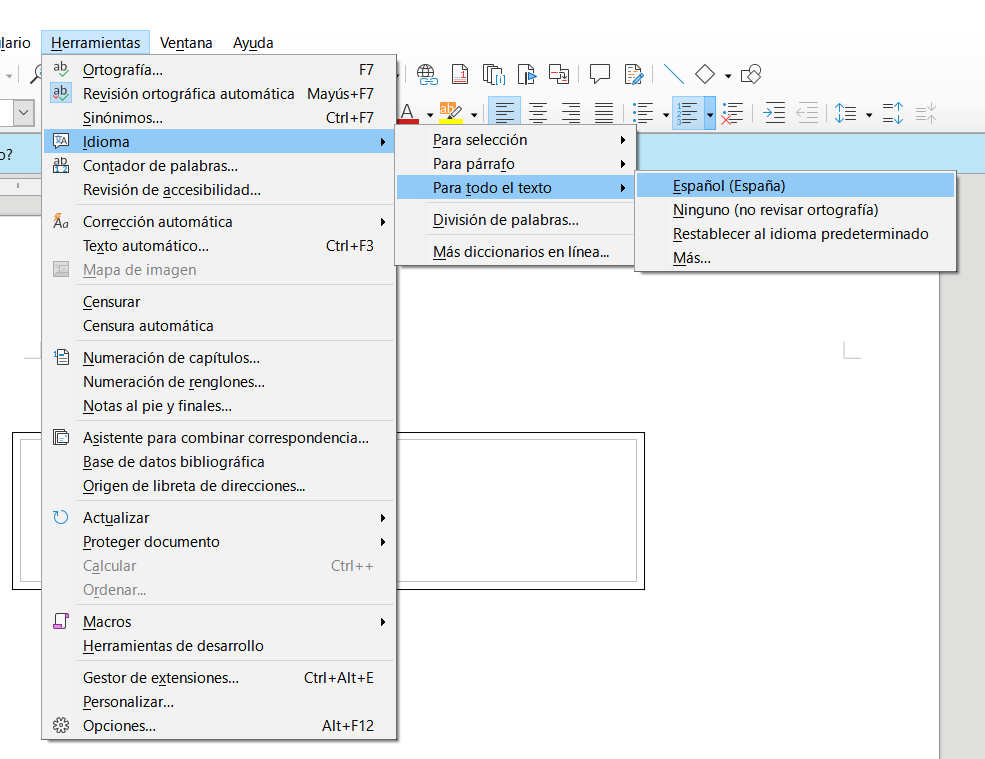 lario Herramientas Ventana Ayuda
Ortografía... F7
Revisión ortográfica automática Mayús+F7
Sinónimos... Ctrl+F7
Idioma
Contador de palabras...
Revisión de accesibilidad...
Corrección automática
Texto automático... Ctrl+F3
Mapa de imagen
Censurar
Censura automática
Numeración de capítulos...
Numeración de renglones...
Notas al pie y finales...
Asistente para combinar correspondencia...
Base de datos bibliográfica
Origen de libreta de direcciones...
Actualizar
Proteger documento
Calcular Ctrl++
Ordenar...
Macros
Herramientas de desarrollo
Gestor de extensiones... Ctrl+Alt+E
Personalizar...
Opciones... Alt+F12
Para selección
Para párrafo
Para todo el texto
División de palabras...
Más diccionarios en línea...
Español (España)
Ninguno (no revisar ortografía)
Restablecer al idioma predeterminado
Más...
o?